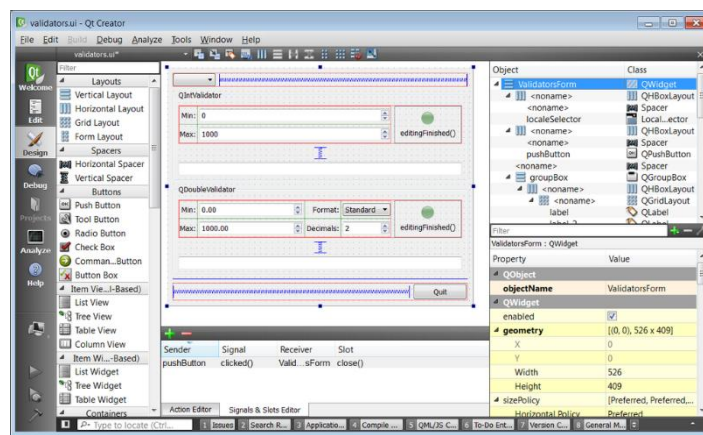 validators.ui - Qt Creator
File Edit Build Debug Analyze Tools Window Help
validators.ui*
Welcome
Edit
Design
Debug
Projects
Analyze
Help
Filter
Layouts
Vertical Layout
Horizontal Layout
Grid Layout
Form Layout
Spacers
Horizontal Spacer
Vertical Spacer
Buttons
Push Button
Tool Button
Radio Button
Check Box
Comman...Button
Button Box
Item Vie...l-Based)
List View
Tree View
Table View
Column View
Item Wi...-Based)
List Widget
Tree Widget
Table Widget
Containers
QIntValidator
Min: 0
Max: 1000
editingFinished()
QDoubleValidator
Min: 0.00 Format: Standard
Max: 1000.00 Decimals: 2 editingFinished()
Quit
Sender Signal Receiver Slot
pushButton clicked() Valid...sForm close()
Action Editor Signals & Slots Editor
Object Class
ValidatorsForm QWidget
<noname> QHBoxLayout
<noname> Spacer
localeSelector Local...ector
<noname> QHBoxLayout
<noname> Spacer
pushButton QPushButton
<noname> Spacer
groupBox QGroupBox
<noname> QHBoxLayout
<noname> QGridLayout
label QLabel
label_2 QLabel
Filter
ValidatorsForm : QWidget
Property Value
QObject
objectName ValidatorsForm
QWidget
enabled
geometry [(0, 0), 526 x 409]
X 0
Y 0
Width 526
Height 409
sizePolicy [Preferred, Preferred,...
Horizontal Policy Preferred
Type to locate (Ctrl...
1 Issues 2 Search R... 3 Applicatio... 4 Compile ... 5 QML/JS C... 6 To-Do Ent... 7 Version C... 8 General M...